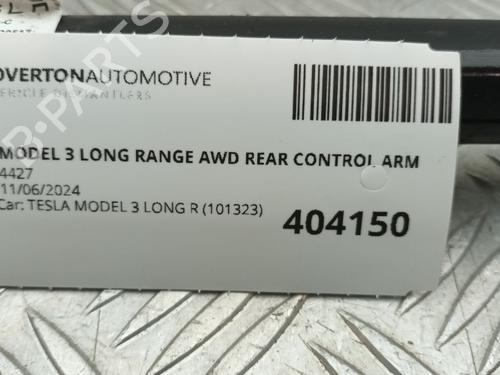 OVERTONAUTOMOTIVE
VEHICLE DISMANTLERS
MODEL 3 LONG RANGE AWD REAR CONTROL ARM
4427
11/06/2024
Car: TESLA MODEL 3 LONG R (101323)
404150
B-PARTS